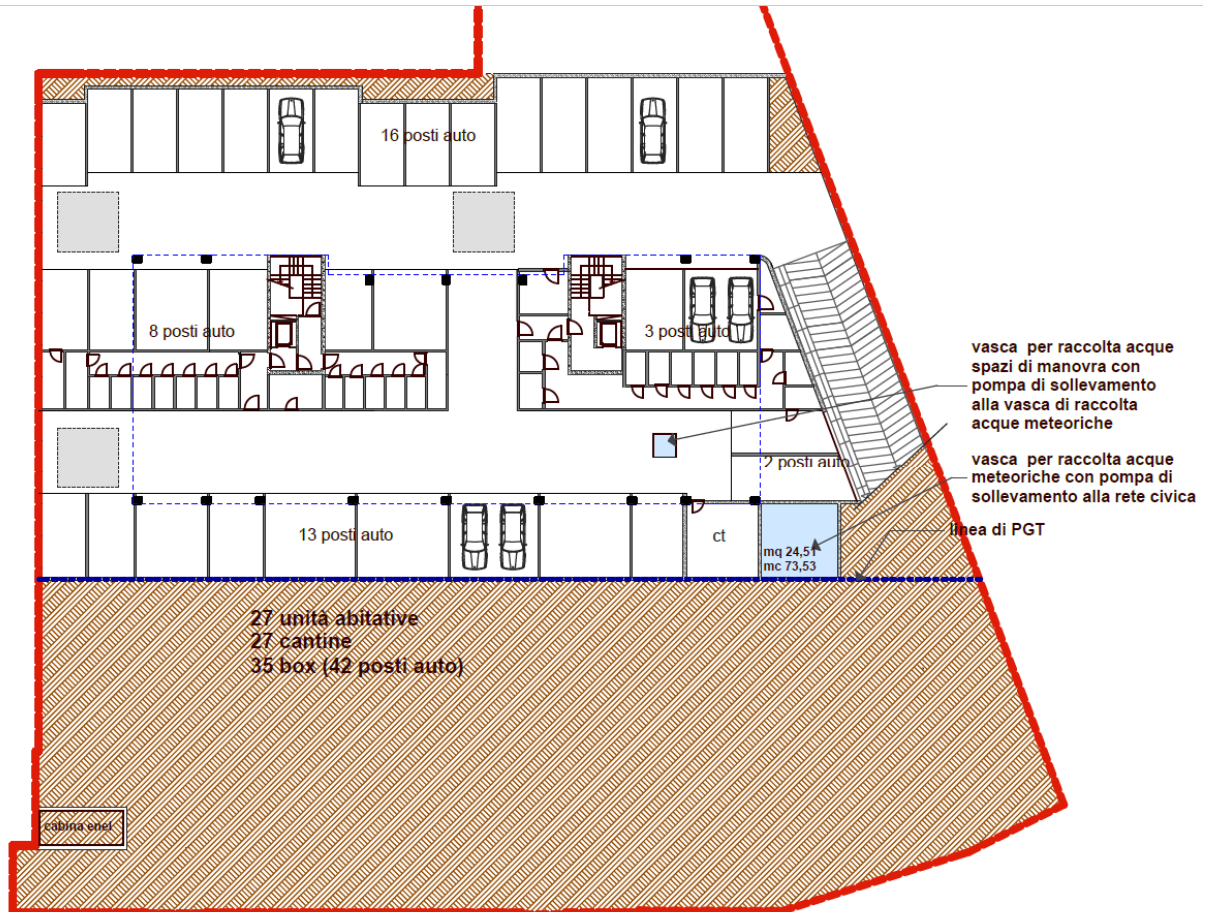 16 posti auto
8 posti auto
3 posti auto
vasca per raccolta acque
spazi di manovra con
pompa di sollevamento
alla vasca di raccolta
acque meteoriche
2 posti auto
vasca per raccolta acque
meteoriche con pompa di
sollevamento alla rete civica
13 posti auto
ct
linea di PGT
mq 24,51
mc 73,53
27 unità abitative
27 cantine
35 box (42 posti auto)
cabina enel